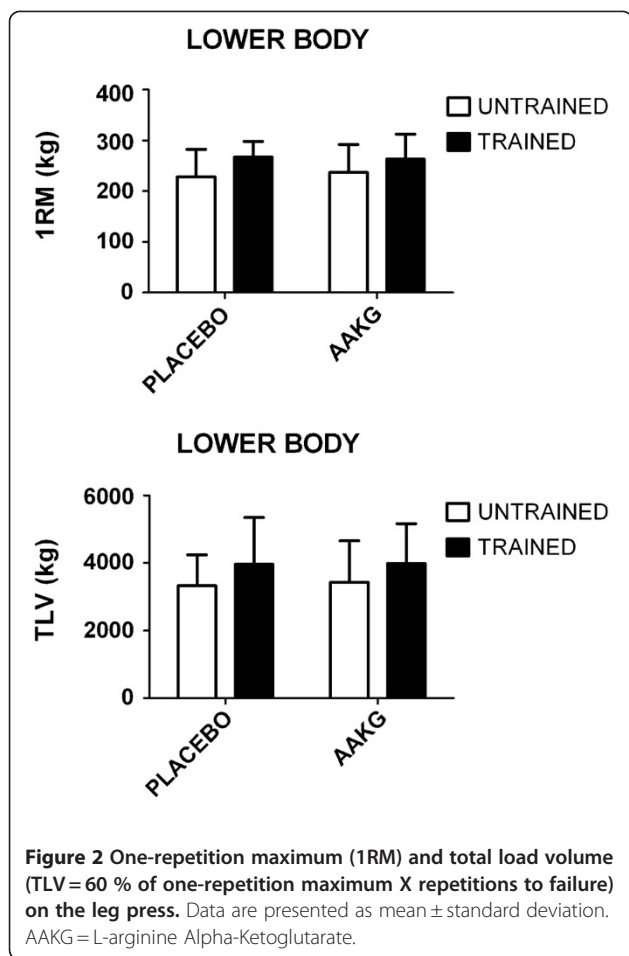 LOWER BODY
400
300
200
100
0
1RM (kg)
UNTRAINED
TRAINED
PLACEBO
AAKG
LOWER BODY
6000
4000
2000
0
TLV (kg)
UNTRAINED
TRAINED
PLACEBO
AAKG
Figure 2 One-repetition maximum (1RM) and total load volume
(TLV = 60 % of one-repetition maximum X repetitions to failure)
on the leg press. Data are presented as mean ± standard deviation.
AAKG = L-arginine Alpha-Ketoglutarate.